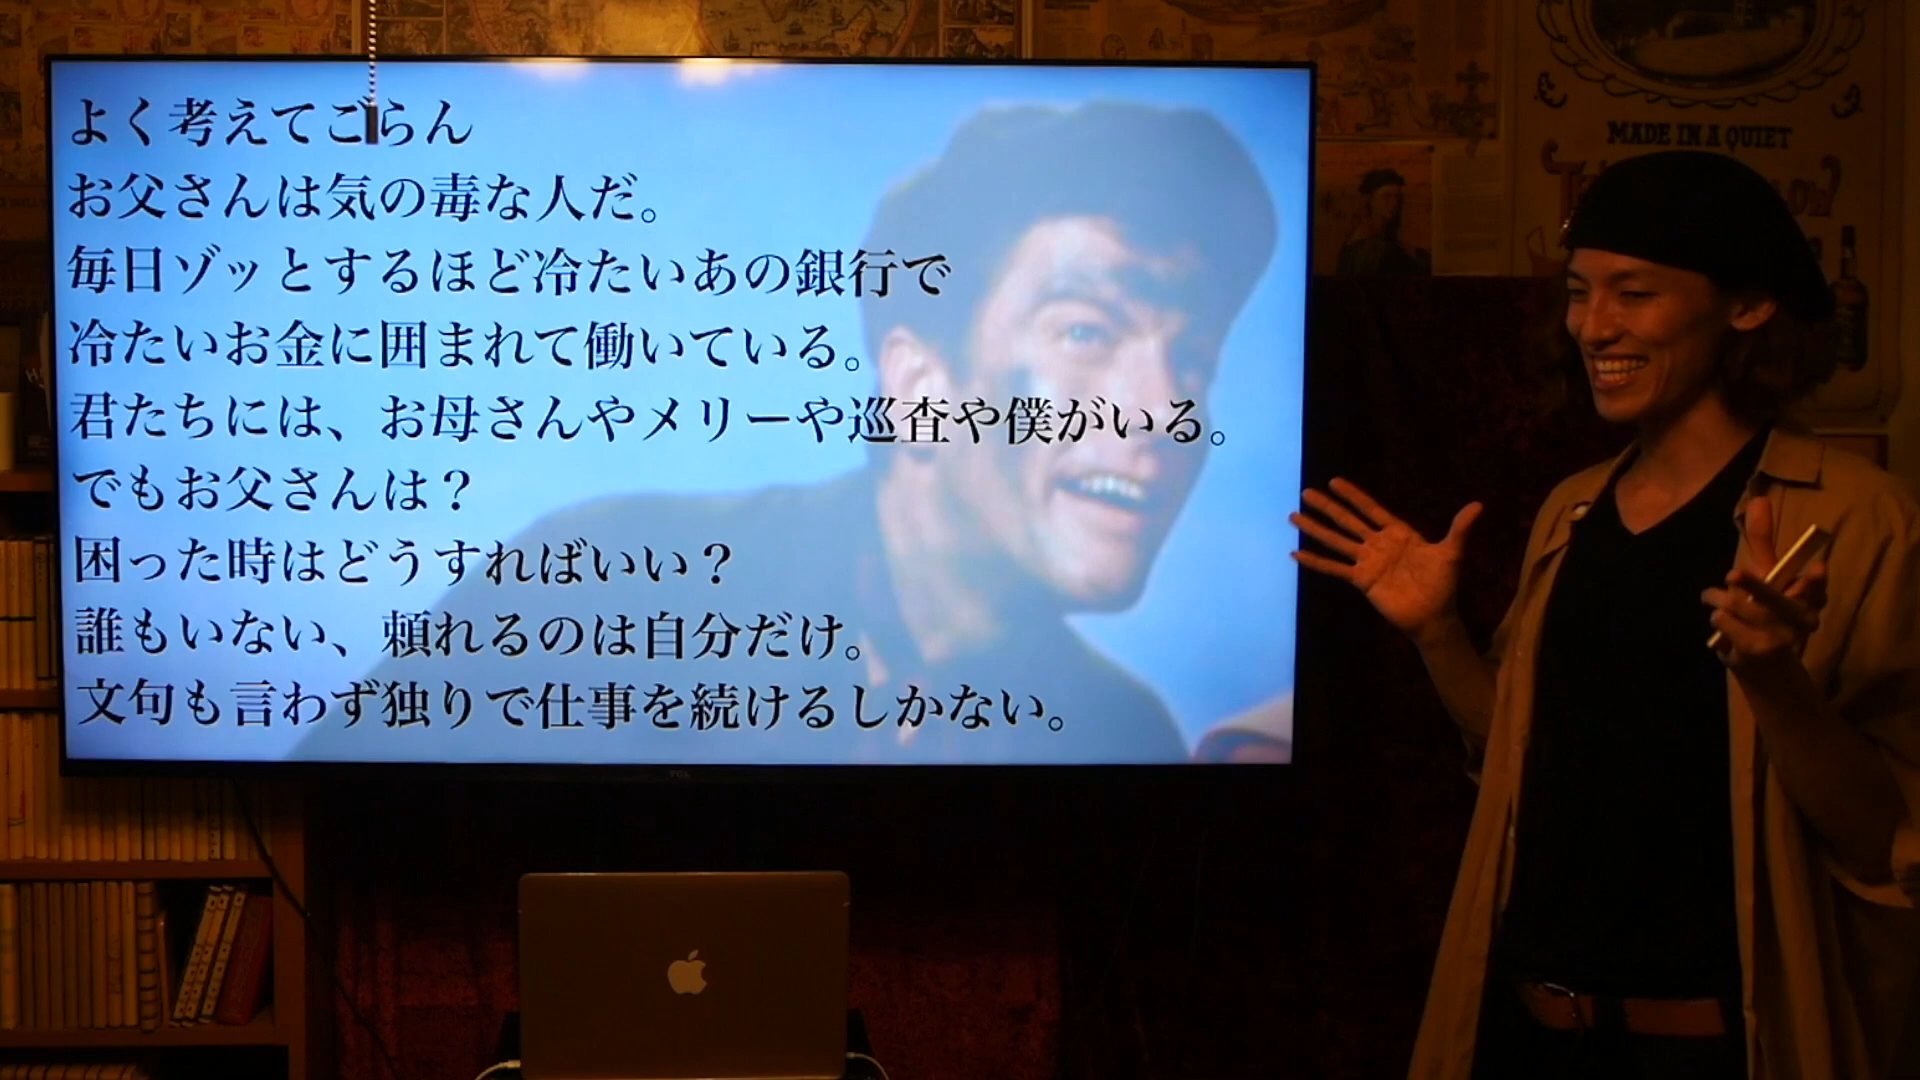 よく考えてごらん
お父さんは気の毒な人だ。
毎日ゾッとするほど冷たいあの銀行で
冷たいお金に囲まれて働いている。
君たちには、お母さんやメリーや巡査や僕がいる。
でもお父さんは？
困った時はどうすればいい？
誰もいない、頼れるのは自分だけ。
文句も言わず独りで仕事を続けるしかない。
TCL
MADE IN A QUIET